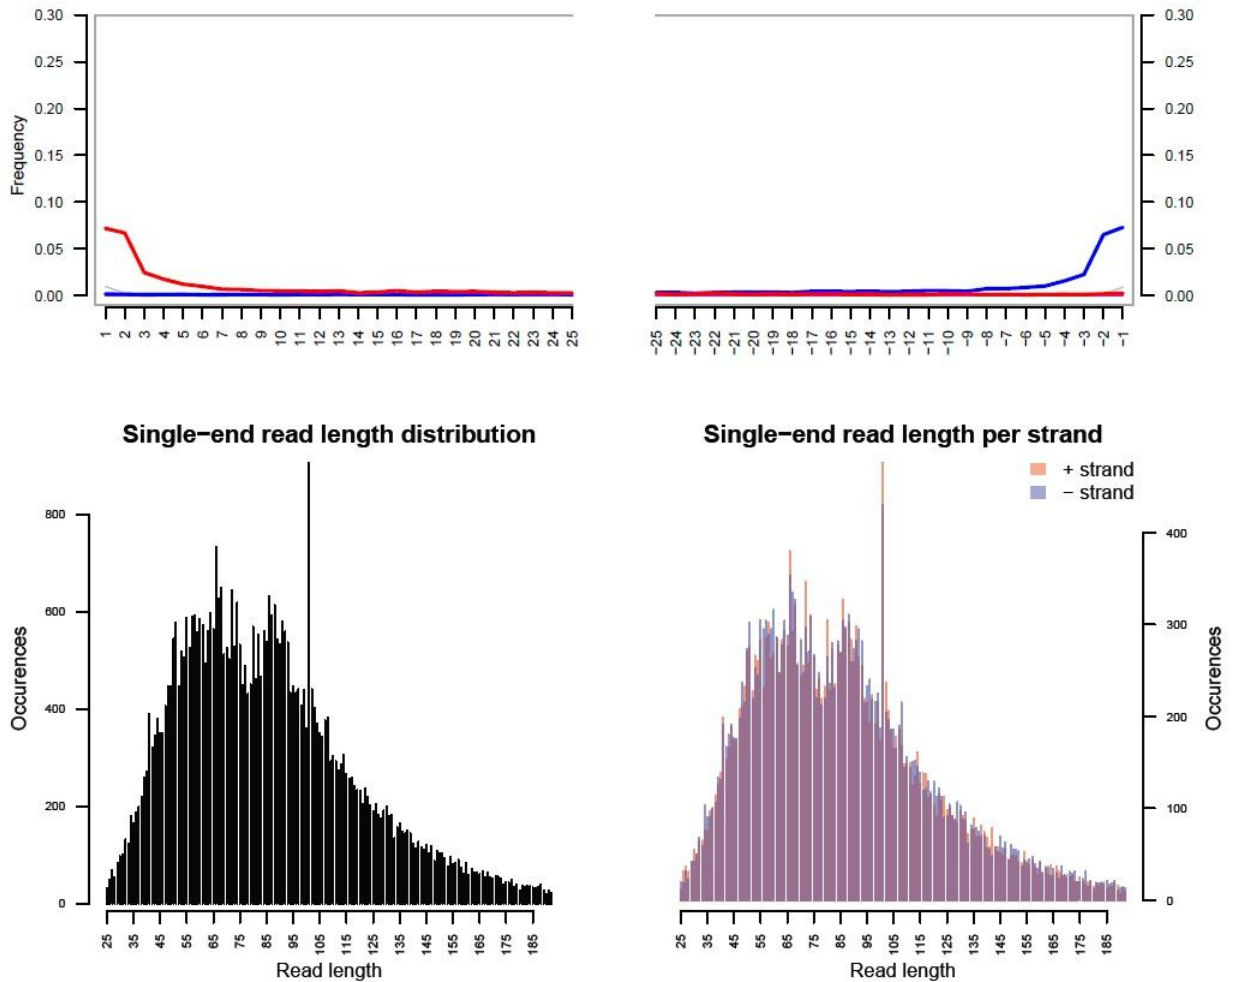 0.30
0.25
0.20
0.15
0.10
0.05
0.00
Frequency
1 2 3 4 5 6 7 8 9 10 11 12 13 14 15 16 17 18 19 20 21 22 23 24 25
0.30
0.25
0.20
0.15
0.10
0.05
0.00
−25 −24 −23 −22 −21 −20 −19 −18 −17 −16 −15 −14 −13 −12 −11 −10 −9 −8 −7 −6 −5 −4 −3 −2 −1
Single−end read length distribution
800
600
400
200
0
Occurences
25 35 45 55 65 75 85 95 105 115 125 135 145 155 165 175 185
Read length
Single−end read length per strand
+ strand
− strand
400
300
200
100
0
Occurences
25 35 45 55 65 75 85 95 105 115 125 135 145 155 165 175 185
Read length